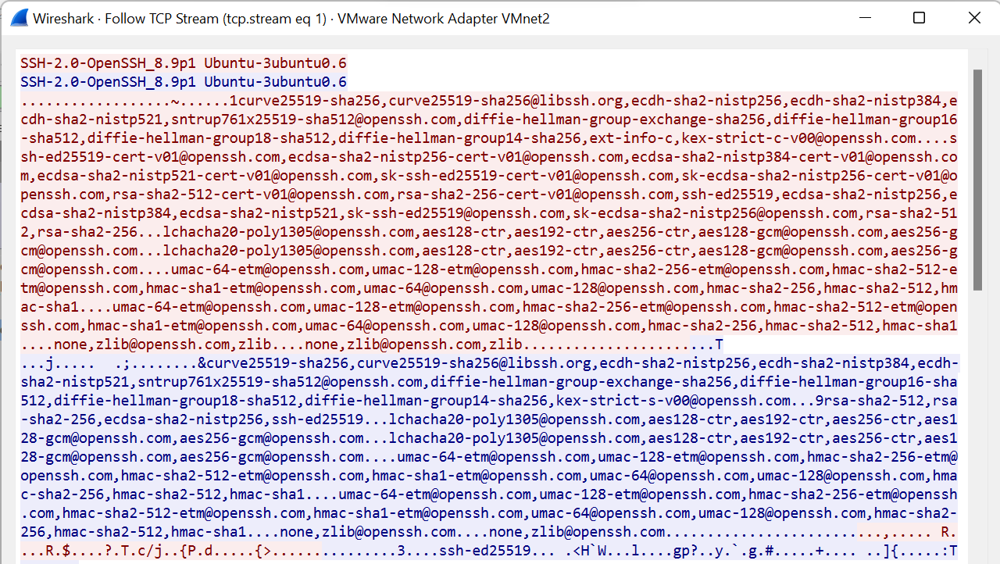 Wireshark · Follow TCP Stream (tcp.stream eq 1) · VMware Network Adapter VMnet2
SSH-2.0-OpenSSH_8.9p1 Ubuntu-3ubuntu0.6
SSH-2.0-OpenSSH_8.9p1 Ubuntu-3ubuntu0.6
..................~......1curve25519-sha256,curve25519-sha256@libssh.org,ecdh-sha2-nistp256,ecdh-sha2-nistp384,e
cdh-sha2-nistp521,sntrup761x25519-sha512@openssh.com,diffie-hellman-group-exchange-sha256,diffie-hellman-group16
-sha512,diffie-hellman-group18-sha512,diffie-hellman-group14-sha256,ext-info-c,kex-strict-c-v00@openssh.com....s
sh-ed25519-cert-v01@openssh.com,ecdsa-sha2-nistp256-cert-v01@openssh.com,ecdsa-sha2-nistp384-cert-v01@openssh.co
m,ecdsa-sha2-nistp521-cert-v01@openssh.com,sk-ssh-ed25519-cert-v01@openssh.com,sk-ecdsa-sha2-nistp256-cert-v01@o
penssh.com,rsa-sha2-512-cert-v01@openssh.com,rsa-sha2-256-cert-v01@openssh.com,ssh-ed25519,ecdsa-sha2-nistp256,e
cdsa-sha2-nistp384,ecdsa-sha2-nistp521,sk-ssh-ed25519@openssh.com,sk-ecdsa-sha2-nistp256@openssh.com,rsa-sha2-51
2,rsa-sha2-256...lchacha20-poly1305@openssh.com,aes128-ctr,aes192-ctr,aes256-ctr,aes128-gcm@openssh.com,aes256-g
cm@openssh.com...lchacha20-poly1305@openssh.com,aes128-ctr,aes192-ctr,aes256-ctr,aes128-gcm@openssh.com,aes256-g
cm@openssh.com....umac-64-etm@openssh.com,umac-128-etm@openssh.com,hmac-sha2-256-etm@openssh.com,hmac-sha2-512-e
tm@openssh.com,hmac-sha1-etm@openssh.com,umac-64@openssh.com,umac-128@openssh.com,hmac-sha2-256,hmac-sha2-512,hm
ac-sha1....umac-64-etm@openssh.com,umac-128-etm@openssh.com,hmac-sha2-256-etm@openssh.com,hmac-sha2-512-etm@open
ssh.com,hmac-sha1-etm@openssh.com,umac-64@openssh.com,umac-128@openssh.com,hmac-sha2-256,hmac-sha2-512,hmac-sha1
....none,zlib@openssh.com,zlib....none,zlib@openssh.com,zlib.......................T
...j.....  .;........&curve25519-sha256,curve25519-sha256@libssh.org,ecdh-sha2-nistp256,ecdh-sha2-nistp384,ecdh-
sha2-nistp521,sntrup761x25519-sha512@openssh.com,diffie-hellman-group-exchange-sha256,diffie-hellman-group16-sha
512,diffie-hellman-group18-sha512,diffie-hellman-group14-sha256,kex-strict-s-v00@openssh.com...9rsa-sha2-512,rsa
-sha2-256,ecdsa-sha2-nistp256,ssh-ed25519...lchacha20-poly1305@openssh.com,aes128-ctr,aes192-ctr,aes256-ctr,aes1
28-gcm@openssh.com,aes256-gcm@openssh.com...lchacha20-poly1305@openssh.com,aes128-ctr,aes192-ctr,aes256-ctr,aes1
28-gcm@openssh.com,aes256-gcm@openssh.com....umac-64-etm@openssh.com,umac-128-etm@openssh.com,hmac-sha2-256-etm@
openssh.com,hmac-sha2-512-etm@openssh.com,hmac-sha1-etm@openssh.com,umac-64@openssh.com,umac-128@openssh.com,hma
c-sha2-256,hmac-sha2-512,hmac-sha1....umac-64-etm@openssh.com,umac-128-etm@openssh.com,hmac-sha2-256-etm@openssh
.com,hmac-sha2-512-etm@openssh.com,hmac-sha1-etm@openssh.com,umac-64@openssh.com,umac-128@openssh.com,hmac-sha2-
256,hmac-sha2-512,hmac-sha1....none,zlib@openssh.com....none,zlib@openssh.com..........................,..... R.
...R.$....?.T.c/j..{P.d.....{>...............3....ssh-ed25519... .<H`W...l....gp?..y.`.g.#.....+.... ..]{.....:T